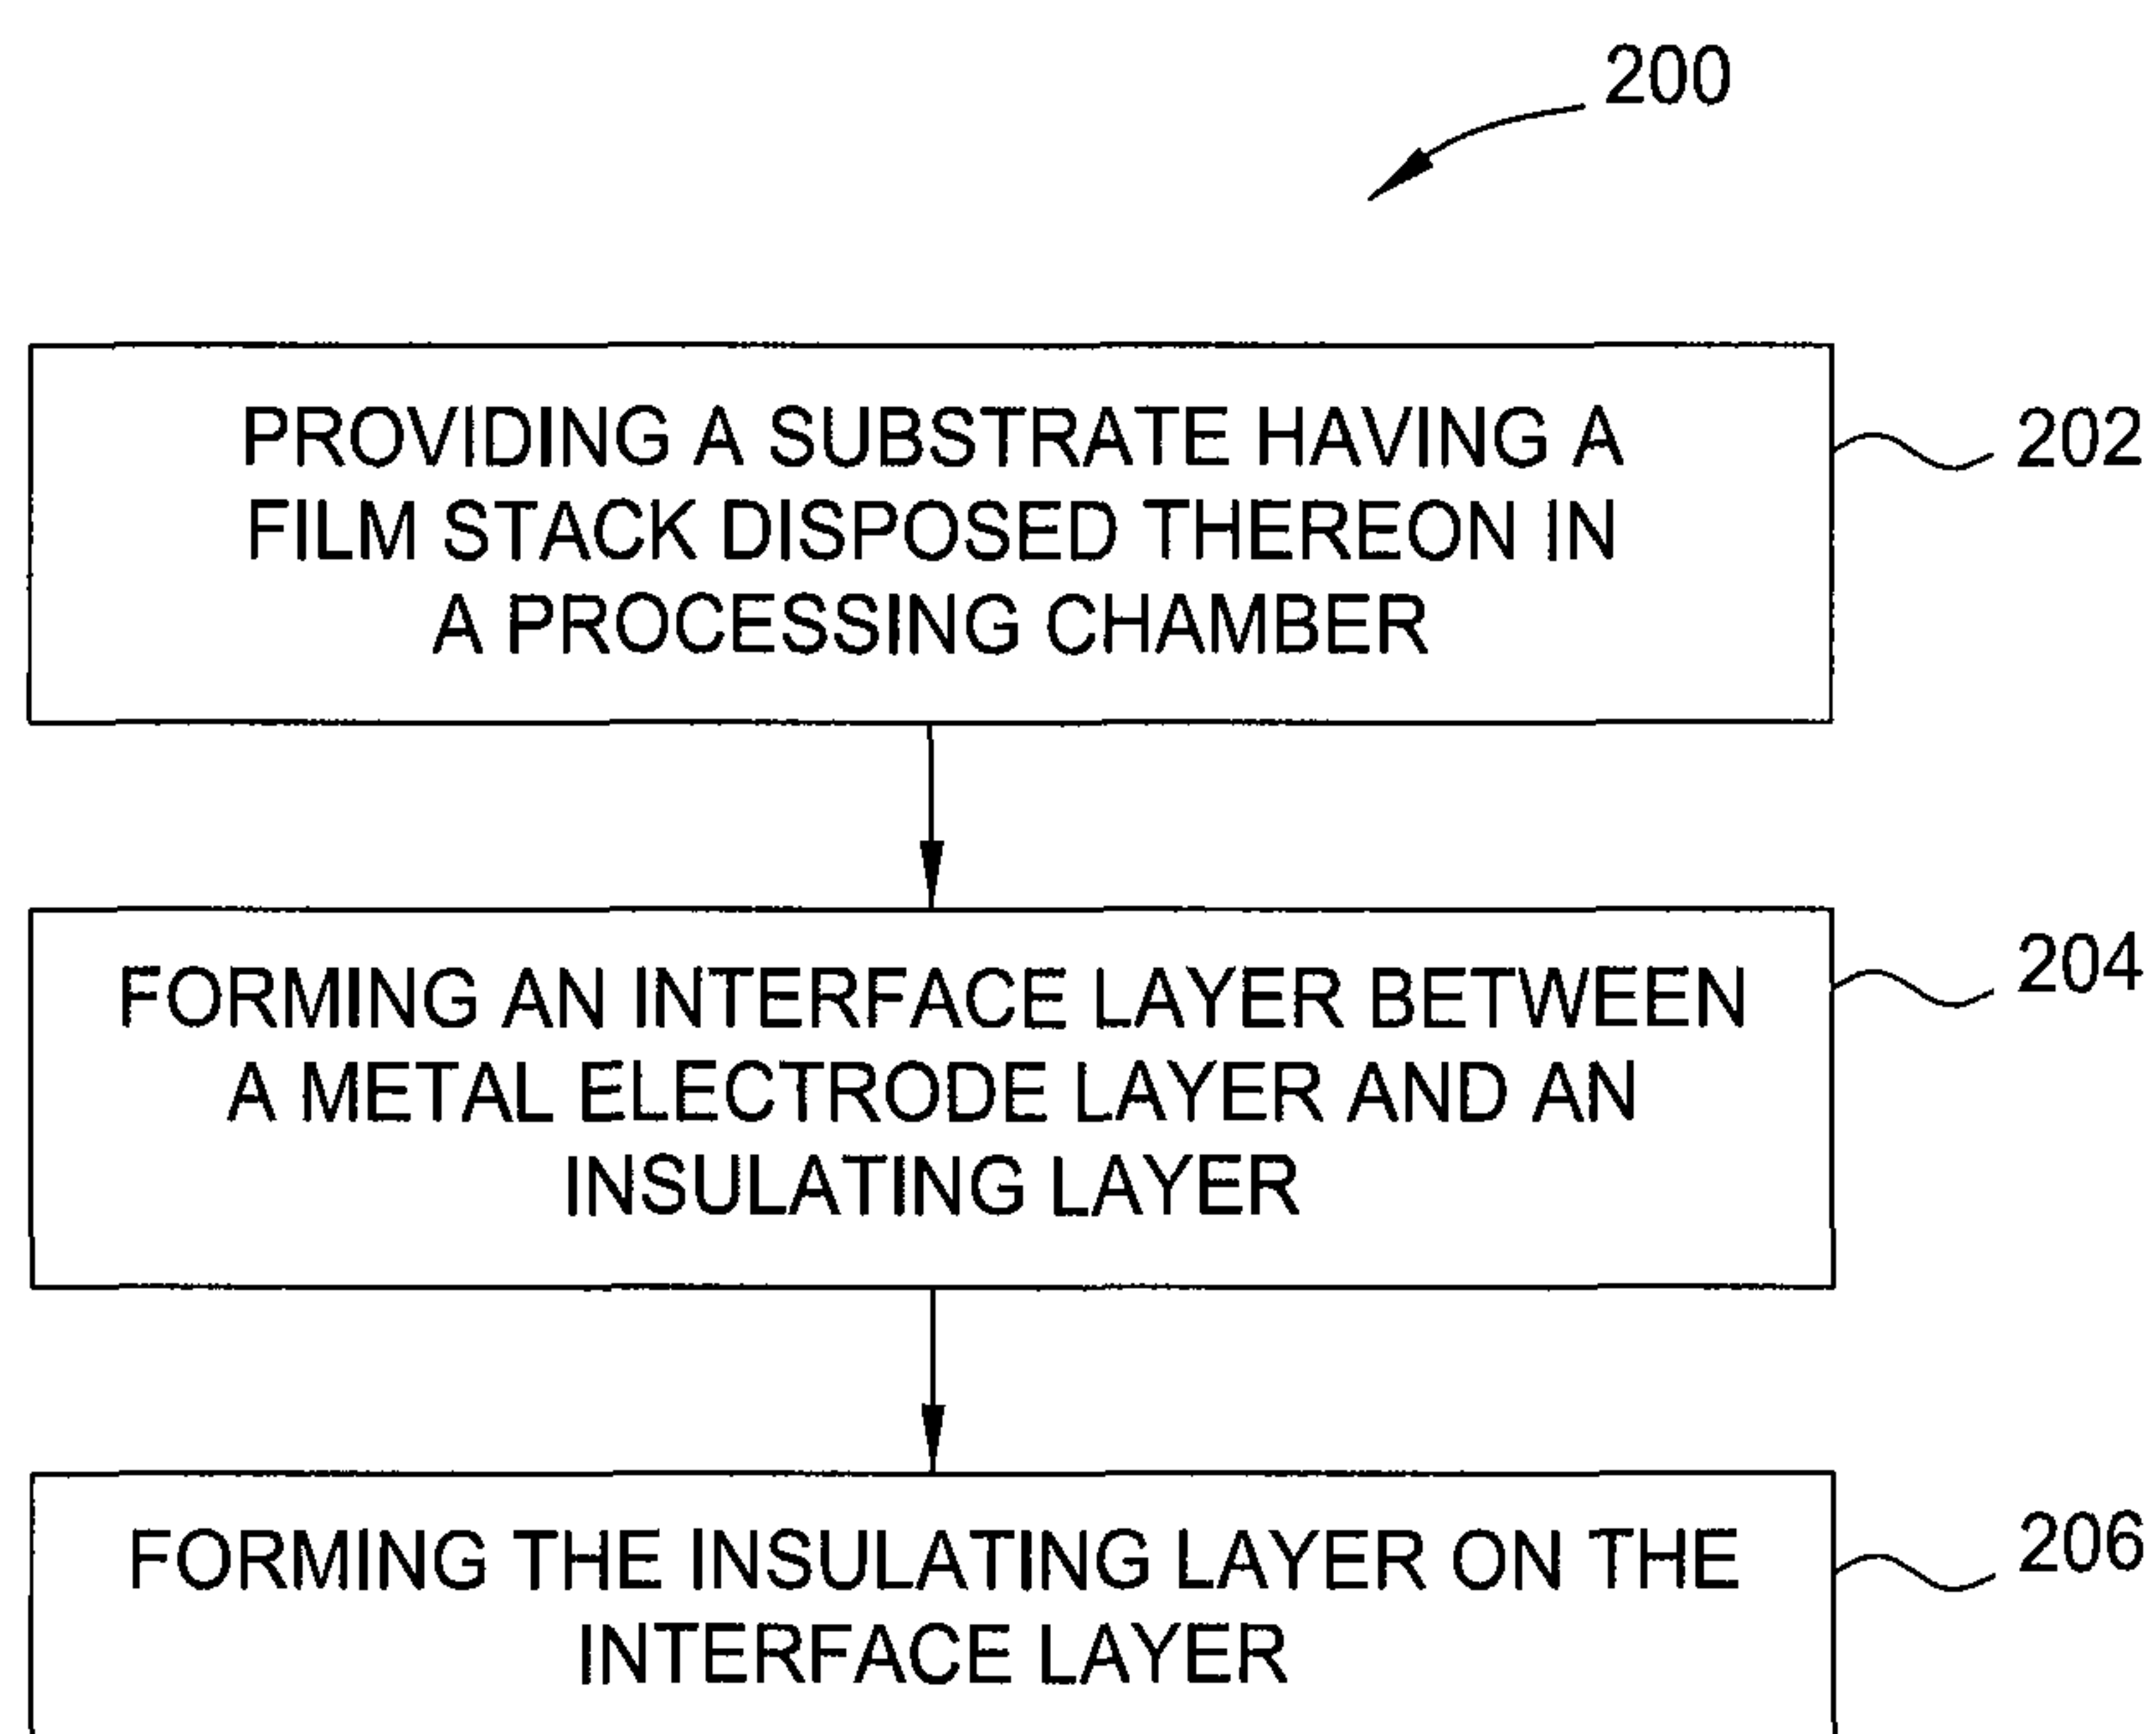 200
PROVIDING A SUBSTRATE HAVING A
FILM STACK DISPOSED THEREON IN
A PROCESSING CHAMBER
202
FORMING AN INTERFACE LAYER BETWEEN
A METAL ELECTRODE LAYER AND AN
INSULATING LAYER
204
FORMING THE INSULATING LAYER ON THE
INTERFACE LAYER
206